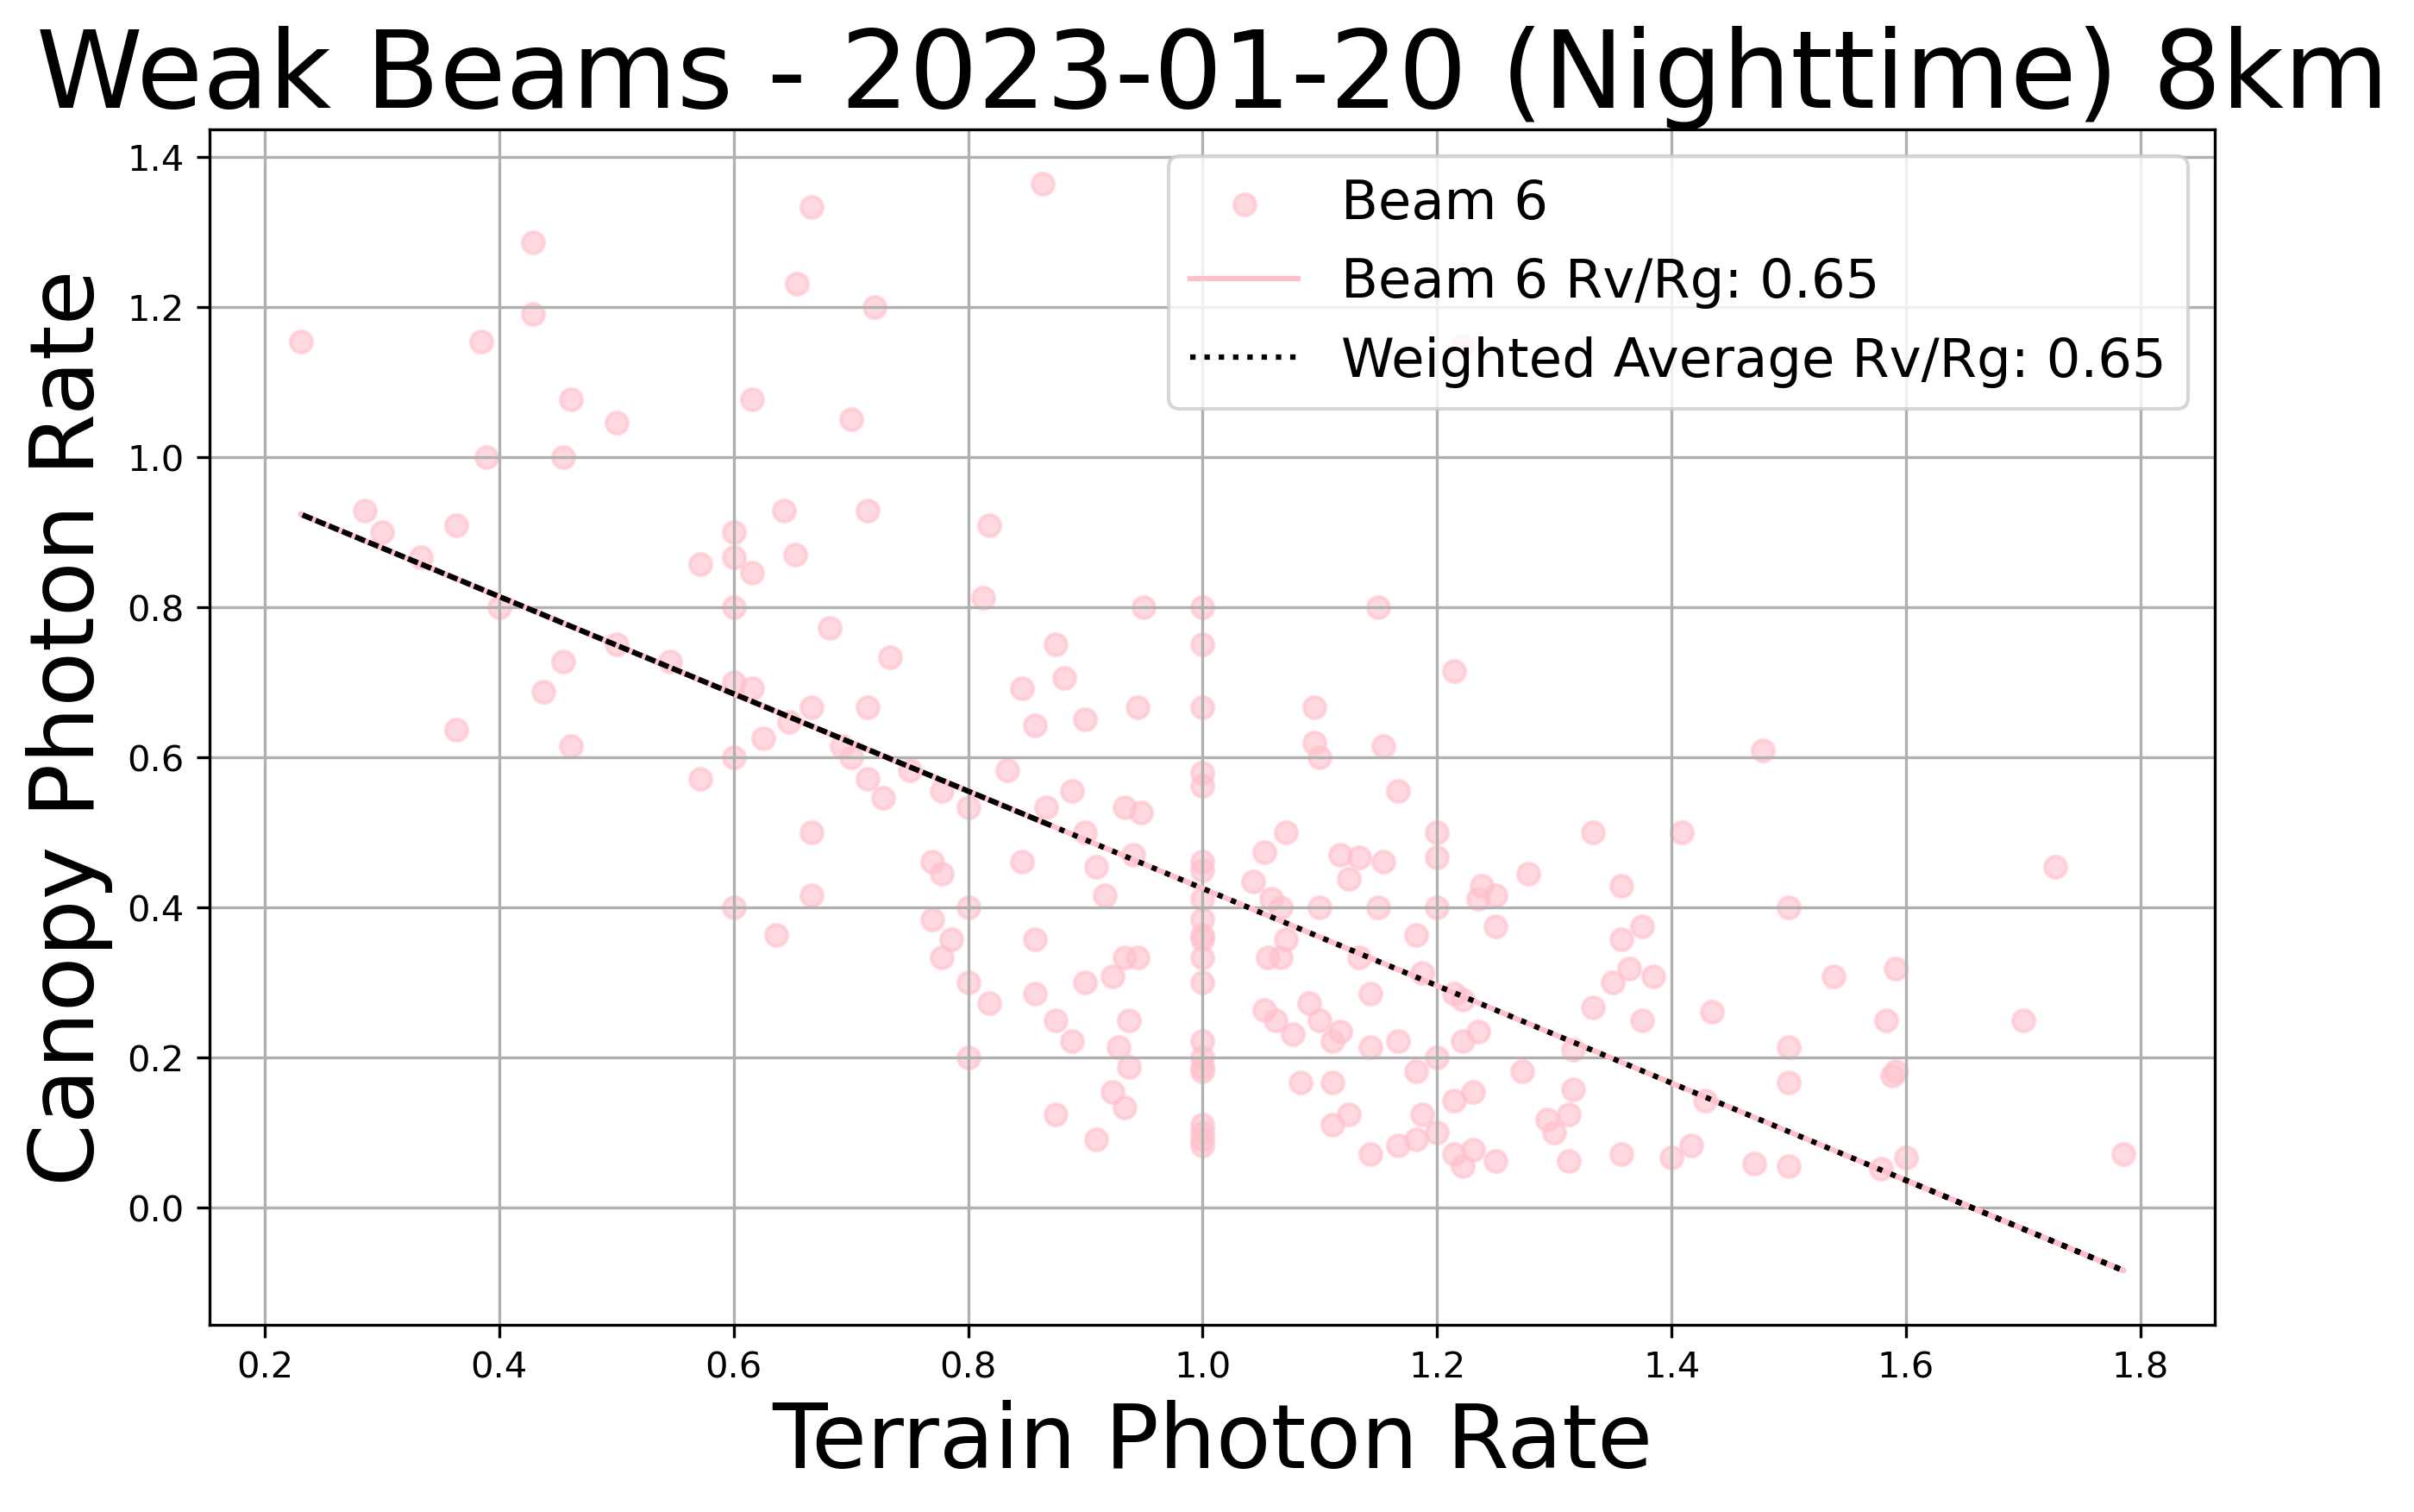 Weak Beams - 2023-01-20 (Nighttime) 8km
Canopy Photon Rate
1.4
1.2
1.0
0.8
0.6
0.4
0.2
0.0
Beam 6
Beam 6 Rv/Rg: 0.65
Weighted Average Rv/Rg: 0.65
0.2 0.4 0.6 0.8 1.0 1.2 1.4 1.6 1.8
Terrain Photon Rate